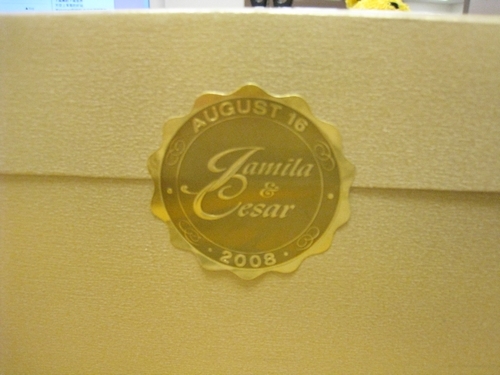 AUGUST 16
Jamila
&
Cesar
2008